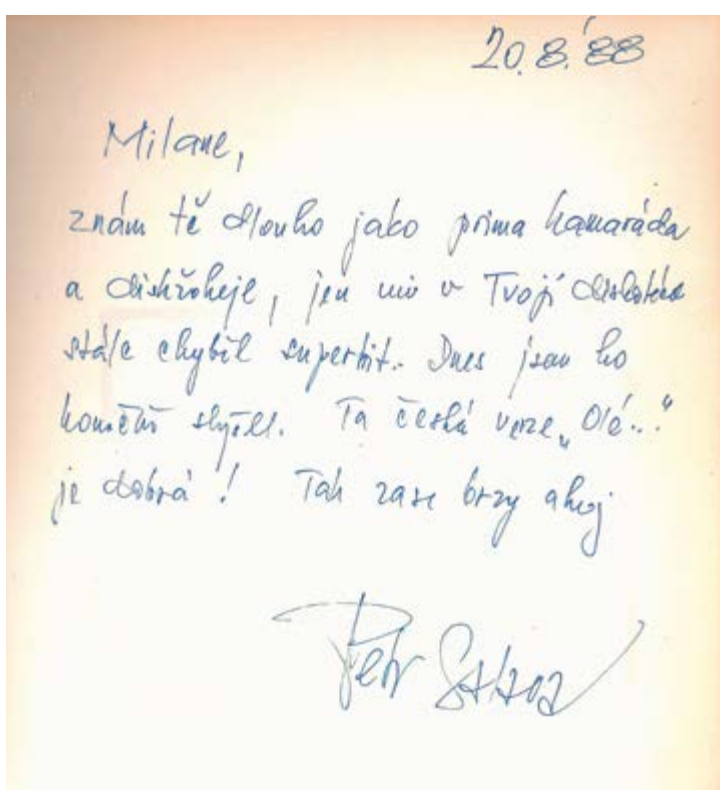 20.8.'88
Milane,
znám tě dlouho jako prima kamaráda
a diskžokeje, jen mi v Tvojí diskotéce
stále chyběl superhit. Dnes jsem ho
konečně slyšel. Ta česká verze „Olé..."
je dobrá! Tak zase brzy ahoj
Petr